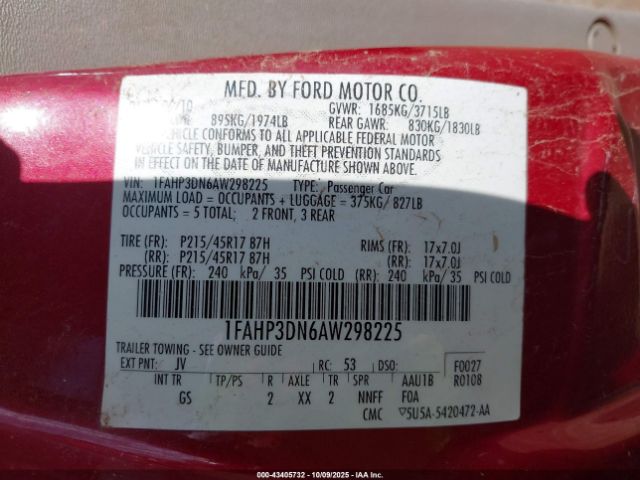 MFD. BY FORD MOTOR CO.
/10 GVWR: 1685KG/3715LB
895KG/1974LB REAR GAWR: 830KG/1830LB
VEHICLE CONFORMS TO ALL APPLICABLE FEDERAL MOTOR
VEHICLE SAFETY, BUMPER, AND THEFT PREVENTION STANDARDS
IN EFFECT ON THE DATE OF MANUFACTURE SHOWN ABOVE.
VIN: 1FAHP3DN6AW298225 TYPE: Passenger Car
MAXIMUM LOAD = OCCUPANTS + LUGGAGE = 375KG/ 827LB
OCCUPANTS = 5 TOTAL; 2 FRONT, 3 REAR
TIRE (FR): P215/45R17 87H RIMS (FR): 17x7.0J
(RR): P215/45R17 87H (RR): 17x7.0J
PRESSURE (FR): 240 kPa/ 35 PSI COLD (RR): 240 kPa/ 35 PSI COLD
1FAHP3DN6AW298225
TRAILER TOWING - SEE OWNER GUIDE
EXT PNT: JV RC: 53 DSO: F0027
INT TR TP/PS R AXLE TR SPR AAU1B R0108
GS 2 XX 2 NNFF FOA
CMC 5U5A-5420472-AA
000-43405732 - 10/09/2025 - IAAI.com